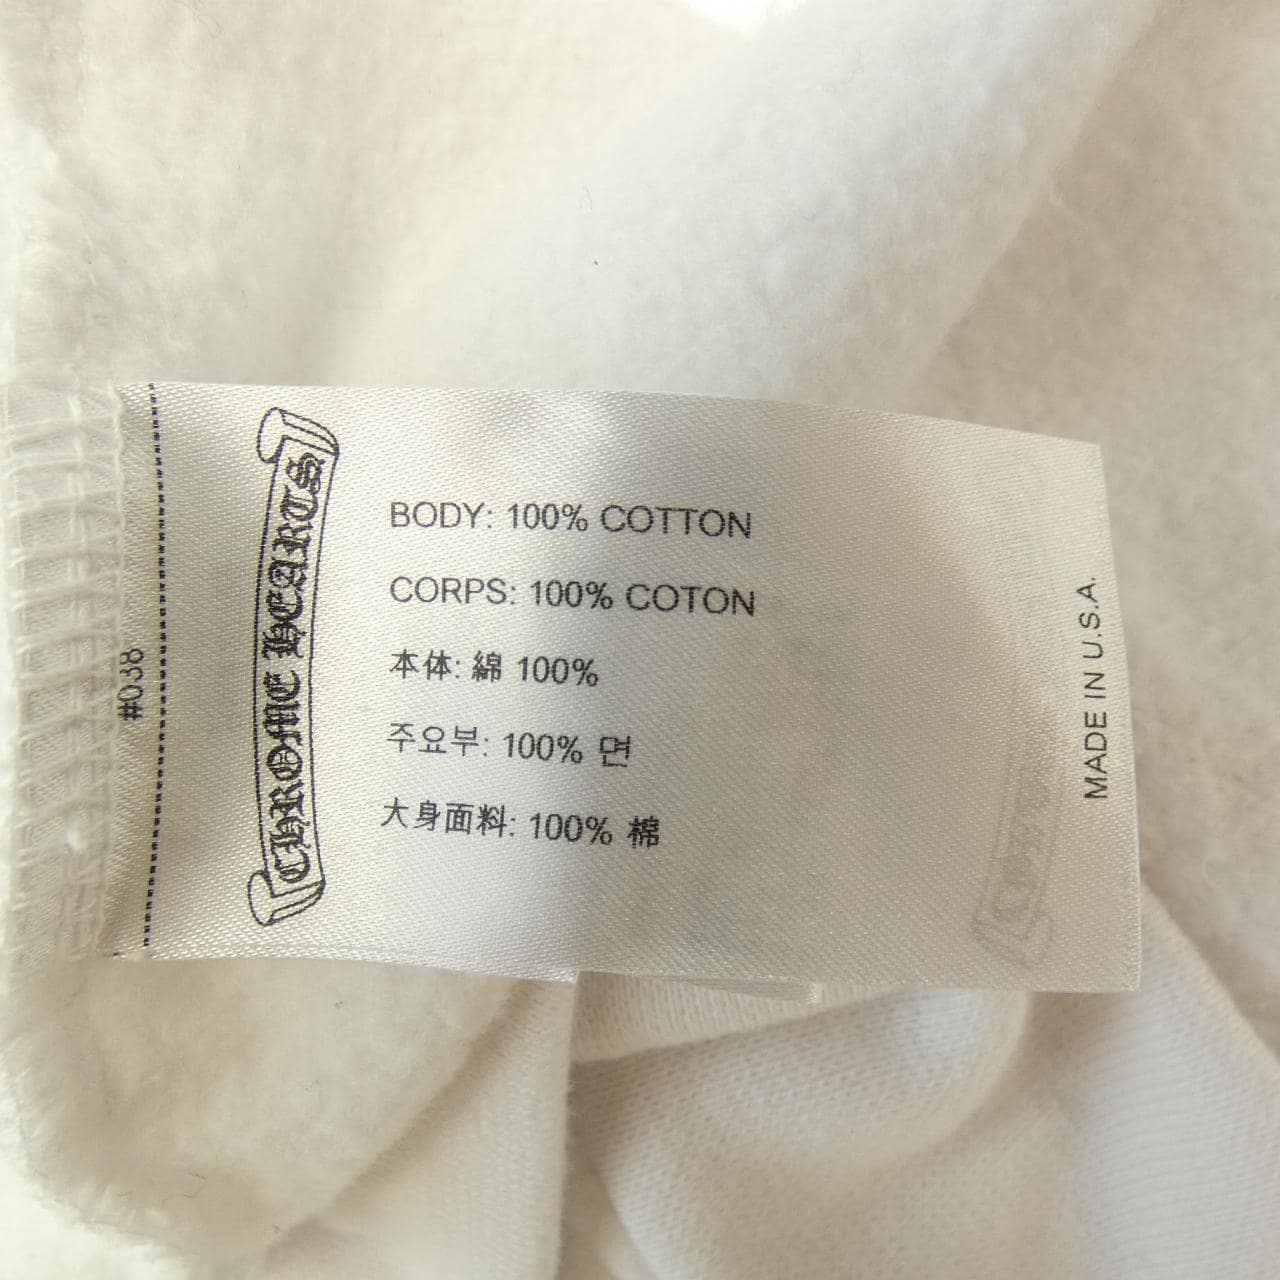 #038
CHROME HEARTS
BODY: 100% COTTON
CORPS: 100% COTON
本体: 綿 100%
주요부: 100% 면
大身面料: 100% 棉
MADE IN U.S.A.